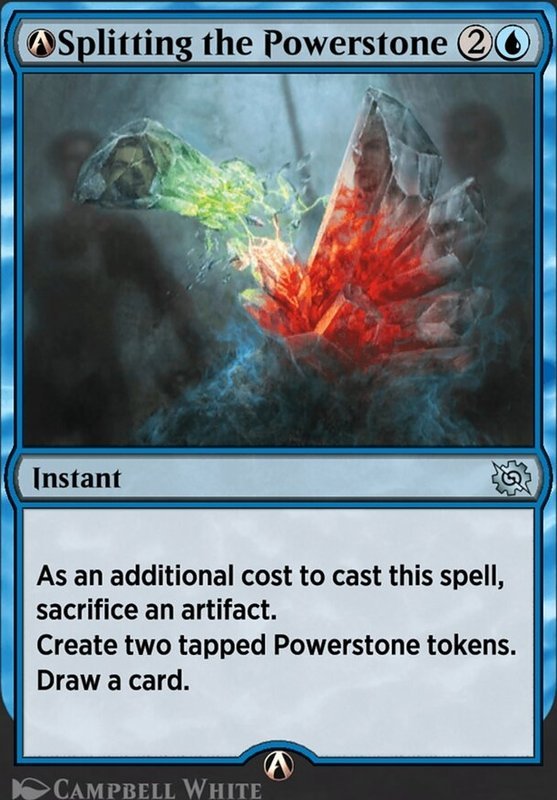 Splitting the Powerstone 2
Instant
As an additional cost to cast this spell,
sacrifice an artifact.
Create two tapped Powerstone tokens.
Draw a card.
Campbell White